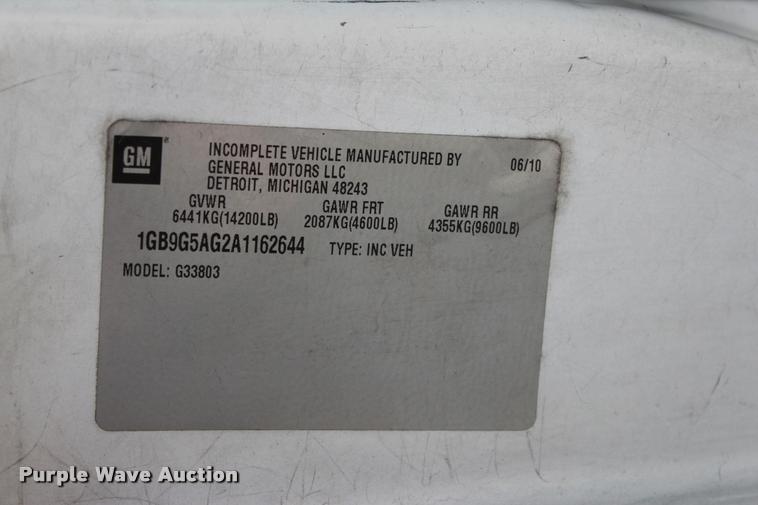 GM
INCOMPLETE VEHICLE MANUFACTURED BY 06/10
GENERAL MOTORS LLC
DETROIT, MICHIGAN 48243
GVWR GAWR FRT GAWR RR
6441KG(14200LB) 2087KG(4600LB) 4355KG(9600LB)
1GB9G5AG2A1162644 TYPE: INC VEH
MODEL: G33803
Purple Wave Auction